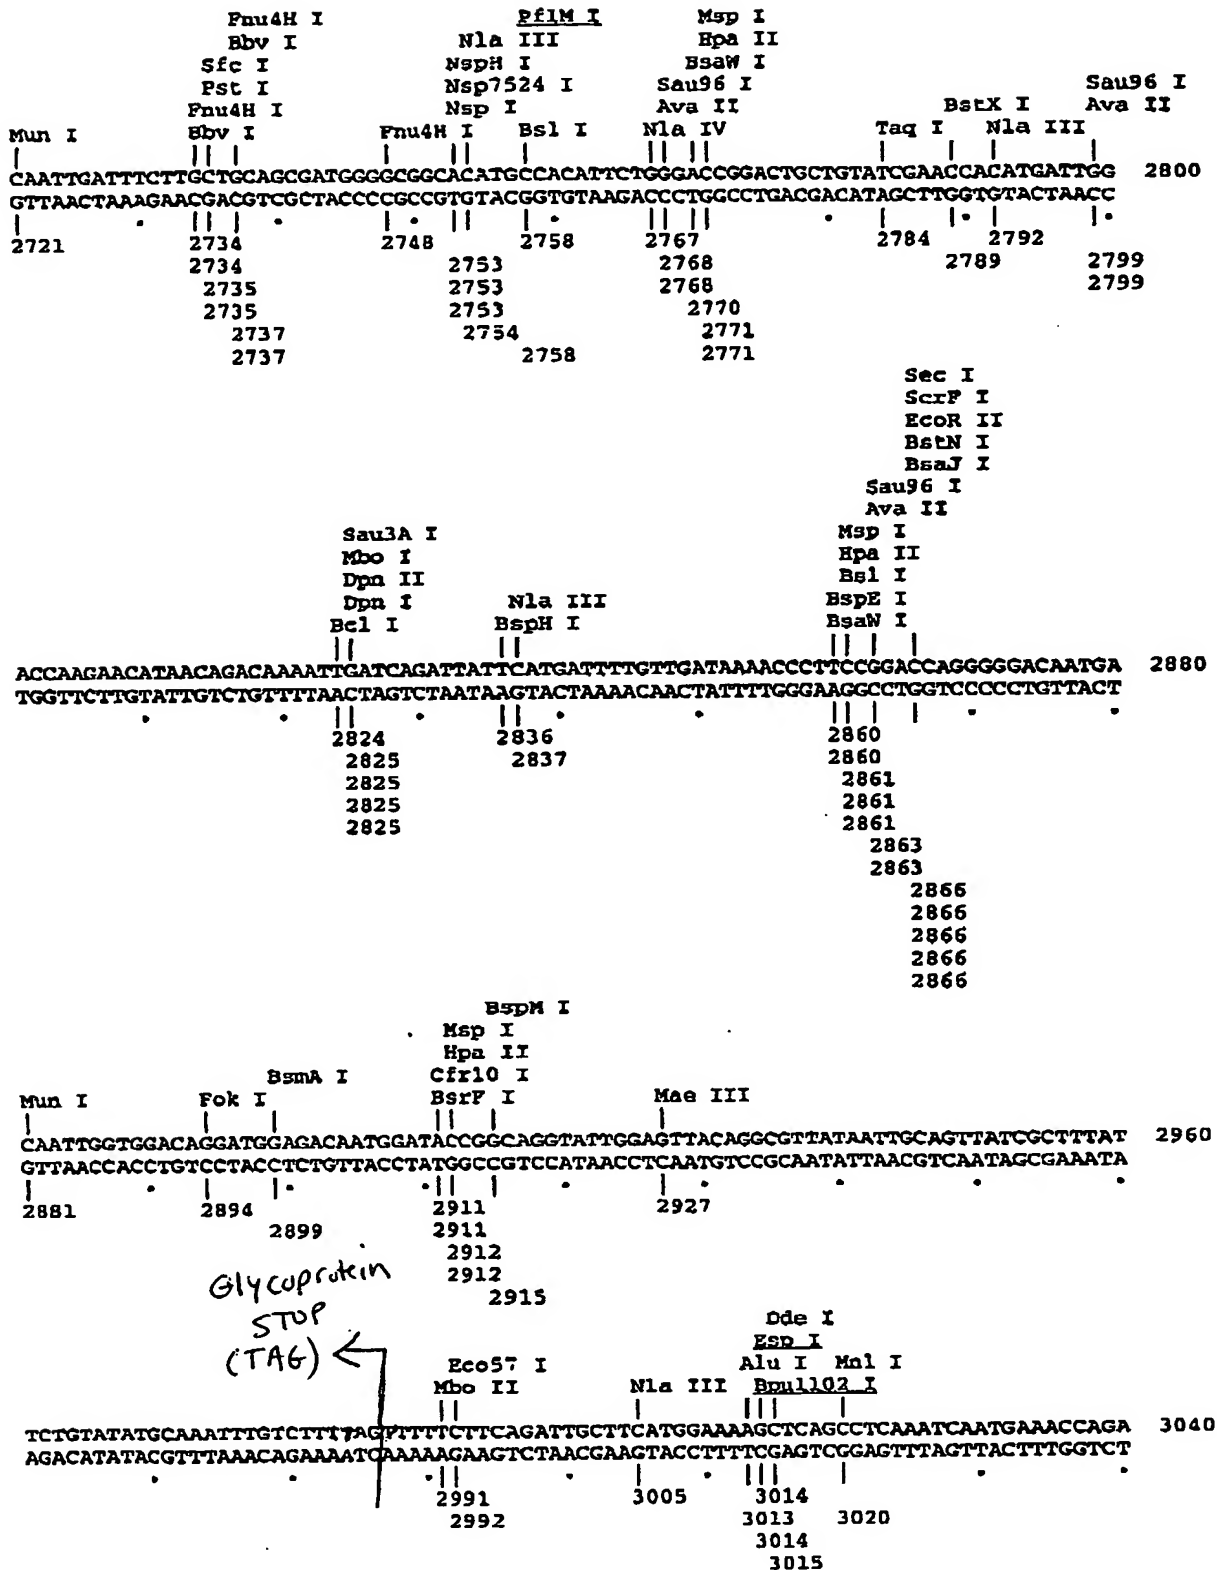 Fnu4H I PflM I Msp I
Bbv I Nla III Hpa II
Sfc I NspH I BsaW I
Pst I Nsp7524 I Sau96 I Sau96 I
Fnu4H I Nsp I Ava II BstX I Ava II
Mun I Bbv I Fnu4H I Bsl I Nla IV Taq I Nla III
CAATTGATTTCTTGCTGCAGCGATGGGGCGGCACATGCCACATTCTGGGACCGGACTGCTGTATCGAACCACATGATTGG 2800
GTTAACTAAAGAACGACGTCGCTACCCCGCCGTGTACGGTGTAAGACCCTGGCCTGACGACATAGCTTGGTGTACTAACC
2721 2734 2748 2758 2767 2784 2792
2734 2753 2768 2789 2799
2735 2753 2768 2799
2735 2753 2770
2737 2754 2771
2737 2758 2771
Sec I
ScrF I
EcoR II
BstN I
BsaJ I
Sau96 I
Ava II
Sau3A I Msp I
Mbo I Hpa II
Dpn II Bsl I
Dpn I Nla III BspE I
Bcl I BspH I BsaW I
ACCAAGAACATAACAGACAAAATTGATCAGATTATTCATGATTTTGTTGATAAAACCCTTCCGGACCAGGGGGACAATGA 2880
TGGTTCTTGTATTGTCTGTTTTAACTAGTCTAATAAGTACTAAAACAACTATTTTGGGAAGGCCTGGTCCCCCTGTTACT
2824 2836 2860
2825 2837 2860
2825 2861
2825 2861
2825 2861
2863
2863
2866
2866
2866
2866
2866
BspM I
Msp I
Hpa II
BsmA I Cfr10 I
Mun I Fok I BsrF I Mae III
CAATTGGTGGACAGGATGGAGACAATGGATACCGGCAGGTATTGGAGTTACAGGCGTTATAATTGCAGTTATCGCTTTAT 2960
GTTAACCACCTGTCCTACCTCTGTTACCTATGGCCGTCCATAACCTCAATGTCCGCAATATTAACGTCAATAGCGAAATA
2881 2894 2911 2927
2899 2911
2912
2912
2915
Glycoprotein
STOP
(TAG)
Dde I
Esp I
Eco57 I Alu I Mnl I
Mbo II Nla III Bpu1102 I
TCTGTATATGCAAATTTGTCTTTTAGTTTTTCTTCAGATTGCTTCATGGAAAAGCTCAGCCTCAAATCAATGAAACCAGA 3040
AGACATATACGTTTAAACAGAAAATCAAAAAGAAGTCTAACGAAGTACCTTTTCGAGTCGGAGTTTAGTTACTTTGGTCT
2991 3005 3014
2992 3013 3020
3014
3015